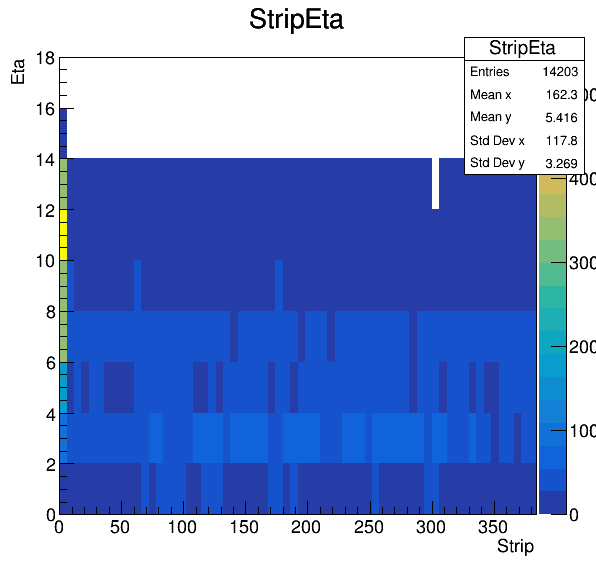 StripEta
StripEta
Entries 14203
Mean x 162.3
Mean y 5.416
Std Dev x 117.8
Std Dev y 3.269
Eta
18
16
14
12
10
8
6
4
2
0
0 50 100 150 200 250 300 350
Strip
400
300
200
100
0